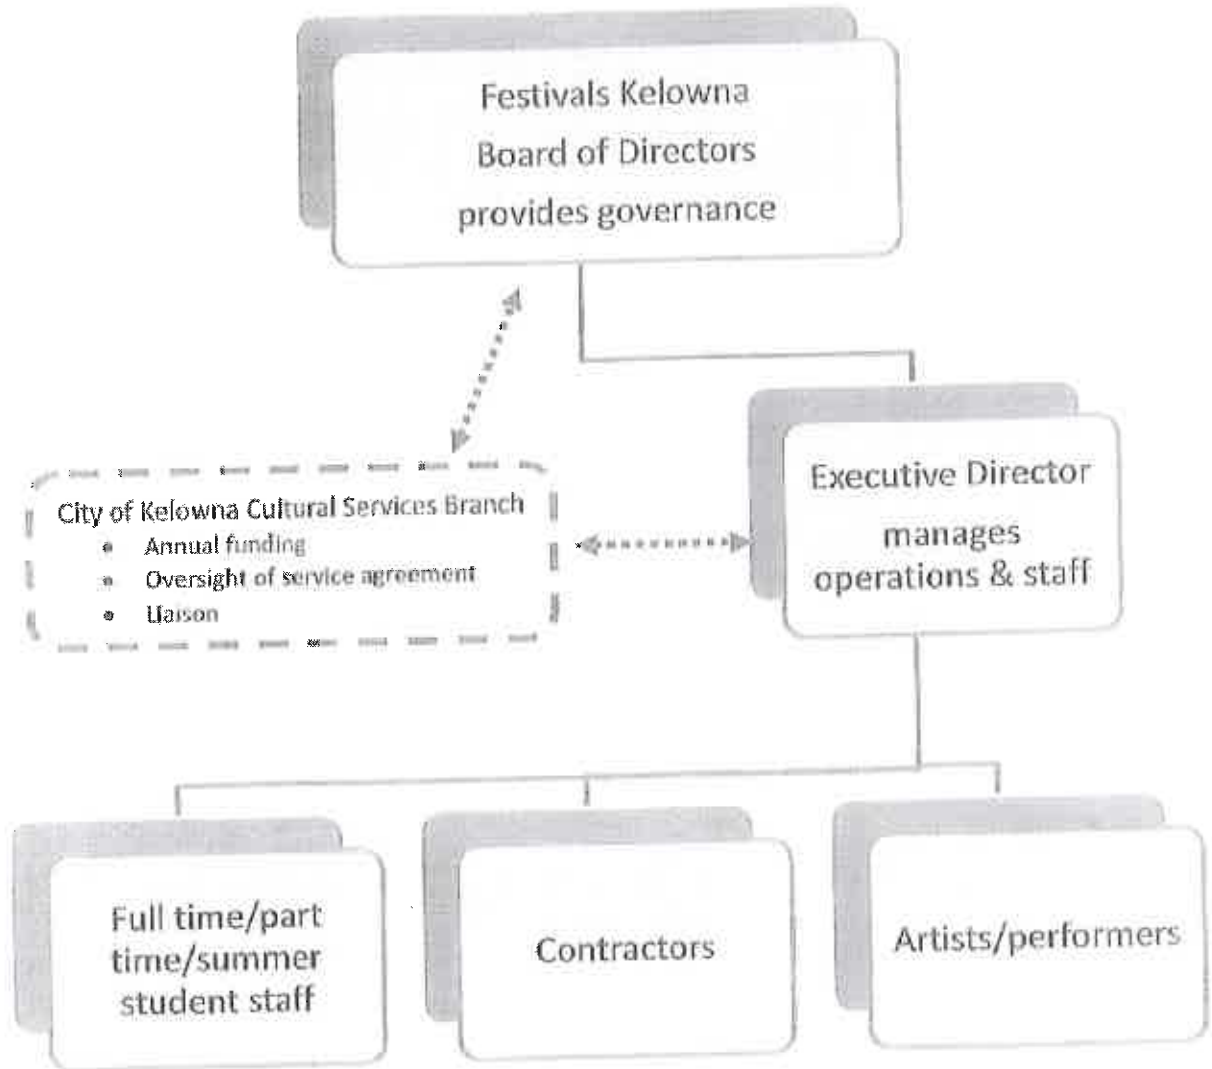 Festivals Kelowna
Board of Directors
provides governance
City of Kelowna Cultural Services Branch
• Annual funding
• Oversight of service agreement
• Liaison
Executive Director
manages
operations & staff
Full time/part
time/summer
student staff
Contractors
Artists/performers